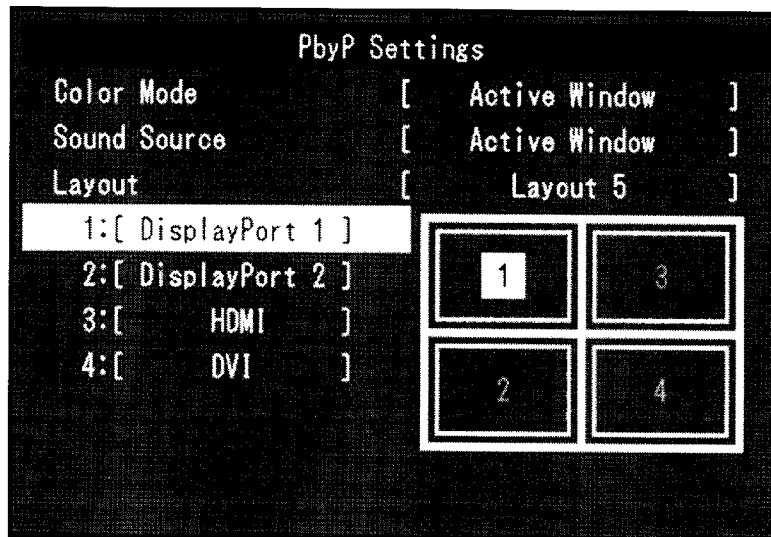 PbyP Settings
Color Mode [ Active Window ]
Sound Source [ Active Window ]
Layout [ Layout 5 ]
1:[ DisplayPort 1 ]
2:[ DisplayPort 2 ]
3:[ HDMI ]
4:[ DVI ]
1 3
2 4